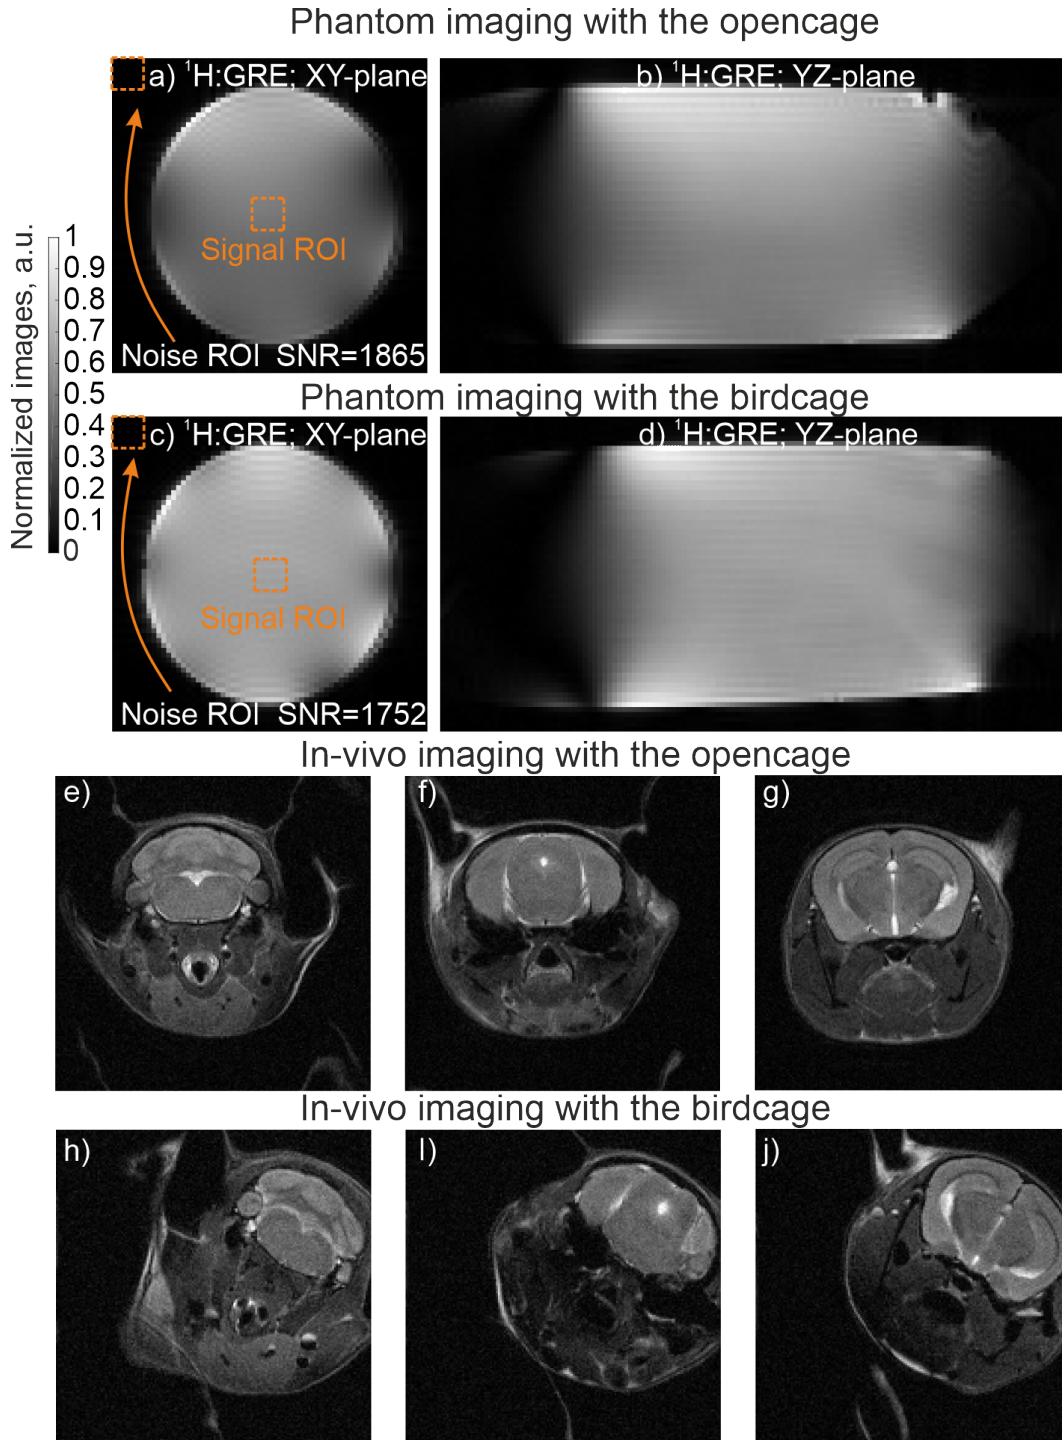 Phantom imaging with the opencage
a) ¹H:GRE; XY-plane
b) ¹H:GRE; YZ-plane
Signal ROI
Noise ROI SNR=1865
Normalized images, a.u.
1
0.9
0.8
0.7
0.6
0.5
0.4
0.3
0.2
0.1
0
Phantom imaging with the birdcage
c) ¹H:GRE; XY-plane
d) ¹H:GRE; YZ-plane
Signal ROI
Noise ROI SNR=1752
In-vivo imaging with the opencage
e)
f)
g)
In-vivo imaging with the birdcage
h)
l)
j)